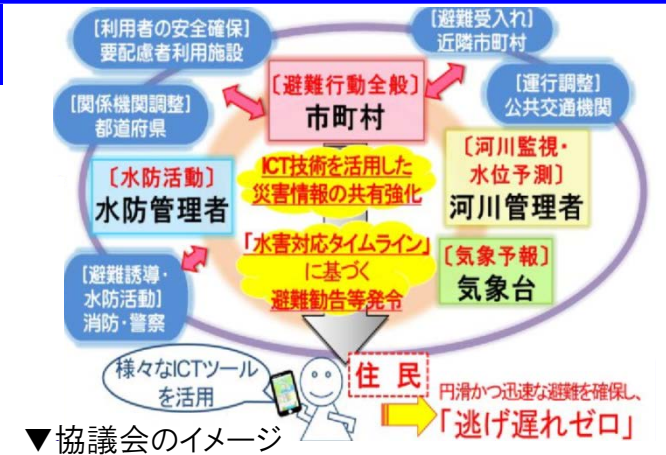 [利用者の安全確保]
要配慮者利用施設
[避難受入れ]
近隣市町村
[関係機関調整]
都道府県
〔避難行動全般〕
市町村
[運行調整]
公共交通機関
〔水防活動〕
水防管理者
ICT技術を活用した
災害情報の共有強化
〔河川監視・
水位予測〕
河川管理者
「水害対応タイムライン」
に基づく
避難勧告等発令
〔気象予報〕
気象台
[避難誘導・
水防活動]
消防・警察
様々なICTツール
を活用
住 民
円滑かつ迅速な避難を確保し、
「逃げ遅れゼロ」
▼協議会のイメージ